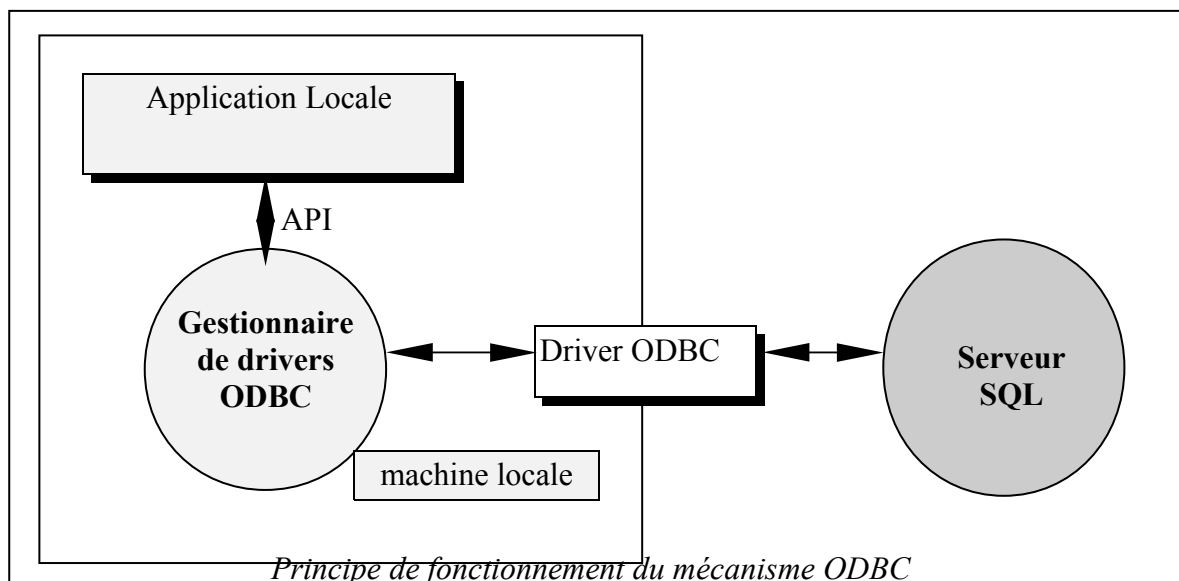 Application Locale
API
Gestionnaire
de drivers
ODBC
Driver ODBC
Serveur
SQL
machine locale
Principe de fonctionnement du mécanisme ODBC